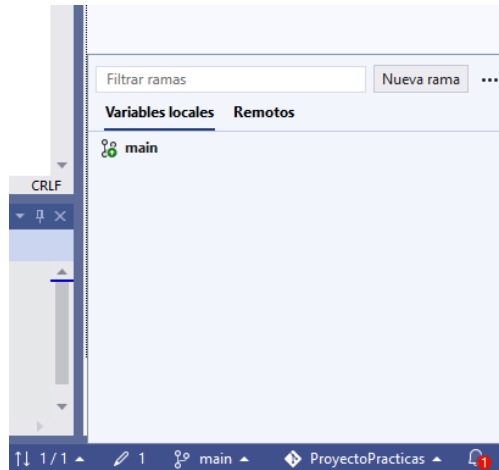 Filtrar ramas
Nueva rama ...
Variables locales Remotos
main
CRLF
1 / 1 1 main ProyectoPracticas 1